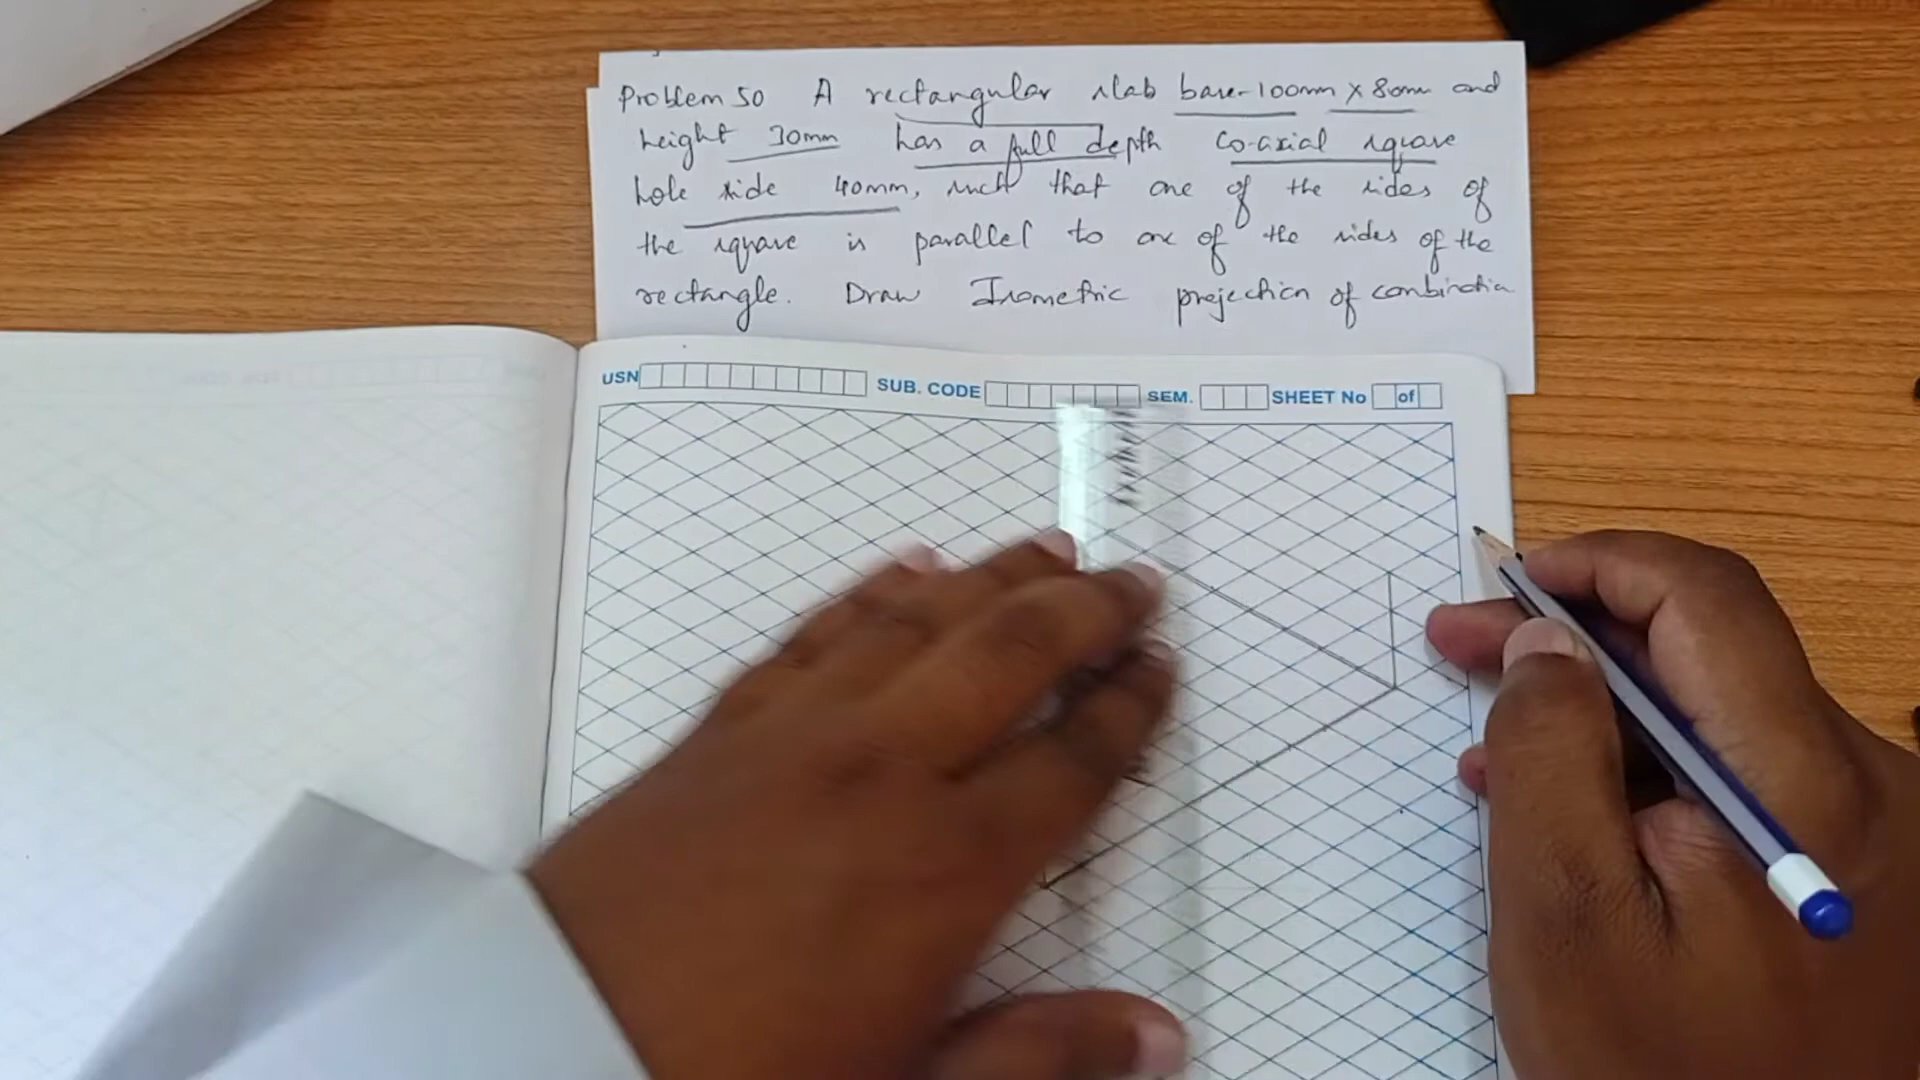 Problem 50 A rectangular slab base-100mm x 80mm and
height 30mm has a full depth co-axial square
hole side 40mm, such that one of the sides of
the square is parallel to one of the sides of the
rectangle. Draw Isometric projection of combination
USN SUB. CODE SEM. SHEET No of